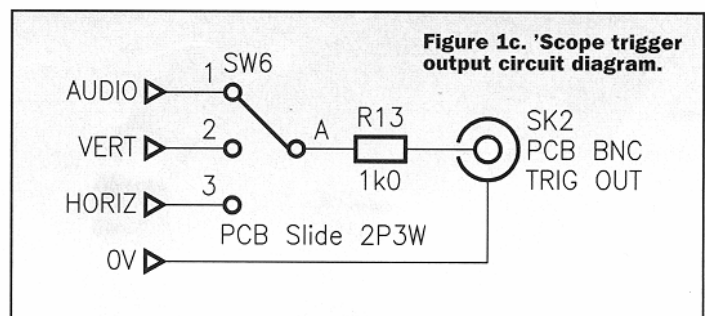 Figure 1c. 'Scope trigger
output circuit diagram.
SW6
AUDIO 1
VERT 2
HORIZ 3
0V
A
R13
1k0
SK2
PCB BNC
TRIG OUT
PCB Slide 2P3W